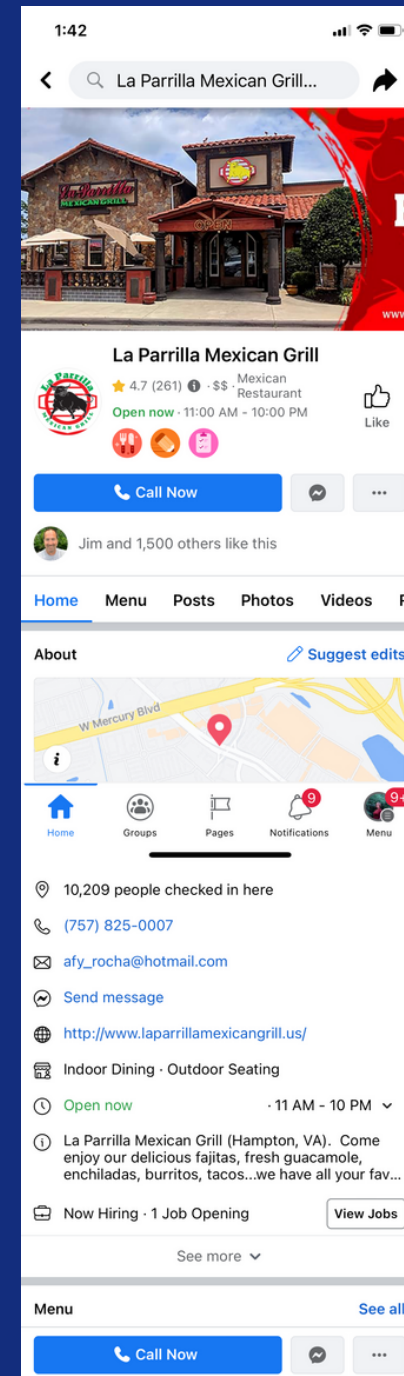 1:42
La Parrilla Mexican Grill...
La Parrilla
MEXICAN GRILL
OPEN
www
La Parrilla
MEXICAN GRILL
La Parrilla Mexican Grill
4.7 (261) · $$ · Mexican
Restaurant
Open now · 11:00 AM - 10:00 PM
Like
Call Now
Jim and 1,500 others like this
Home Menu Posts Photos Videos
About Suggest edits
W Mercury Blvd
9 9+
Home Groups Pages Notifications Menu
10,209 people checked in here
(757) 825-0007
afy_rocha@hotmail.com
Send message
http://www.laparrillamexicangrill.us/
Indoor Dining · Outdoor Seating
Open now · 11 AM - 10 PM
La Parrilla Mexican Grill (Hampton, VA). Come
enjoy our delicious fajitas, fresh guacamole,
enchiladas, burritos, tacos...we have all your fav...
Now Hiring · 1 Job Opening View Jobs
See more
Menu See all
Call Now